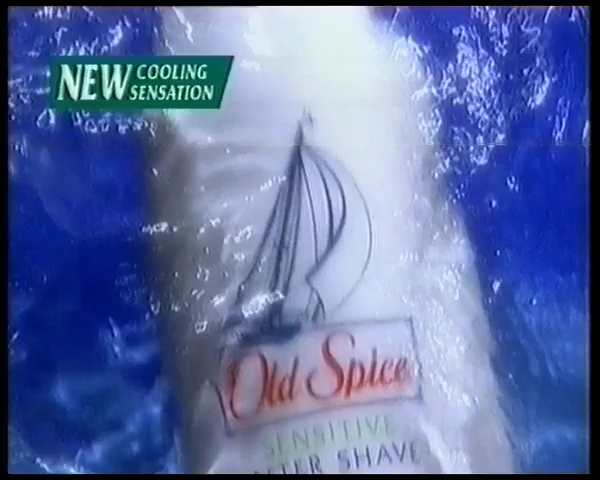 NEW COOLING
SENSATION
Old Spice
SENSITIVE
AFTER SHAVE